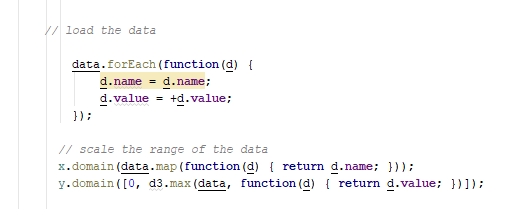 // load the data
data.forEach(function(d) {
d.name = d.name;
d.value = +d.value;
});
// scale the range of the data
x.domain(data.map(function(d) { return d.name; }));
y.domain([0, d3.max(data, function(d) { return d.value; })]);